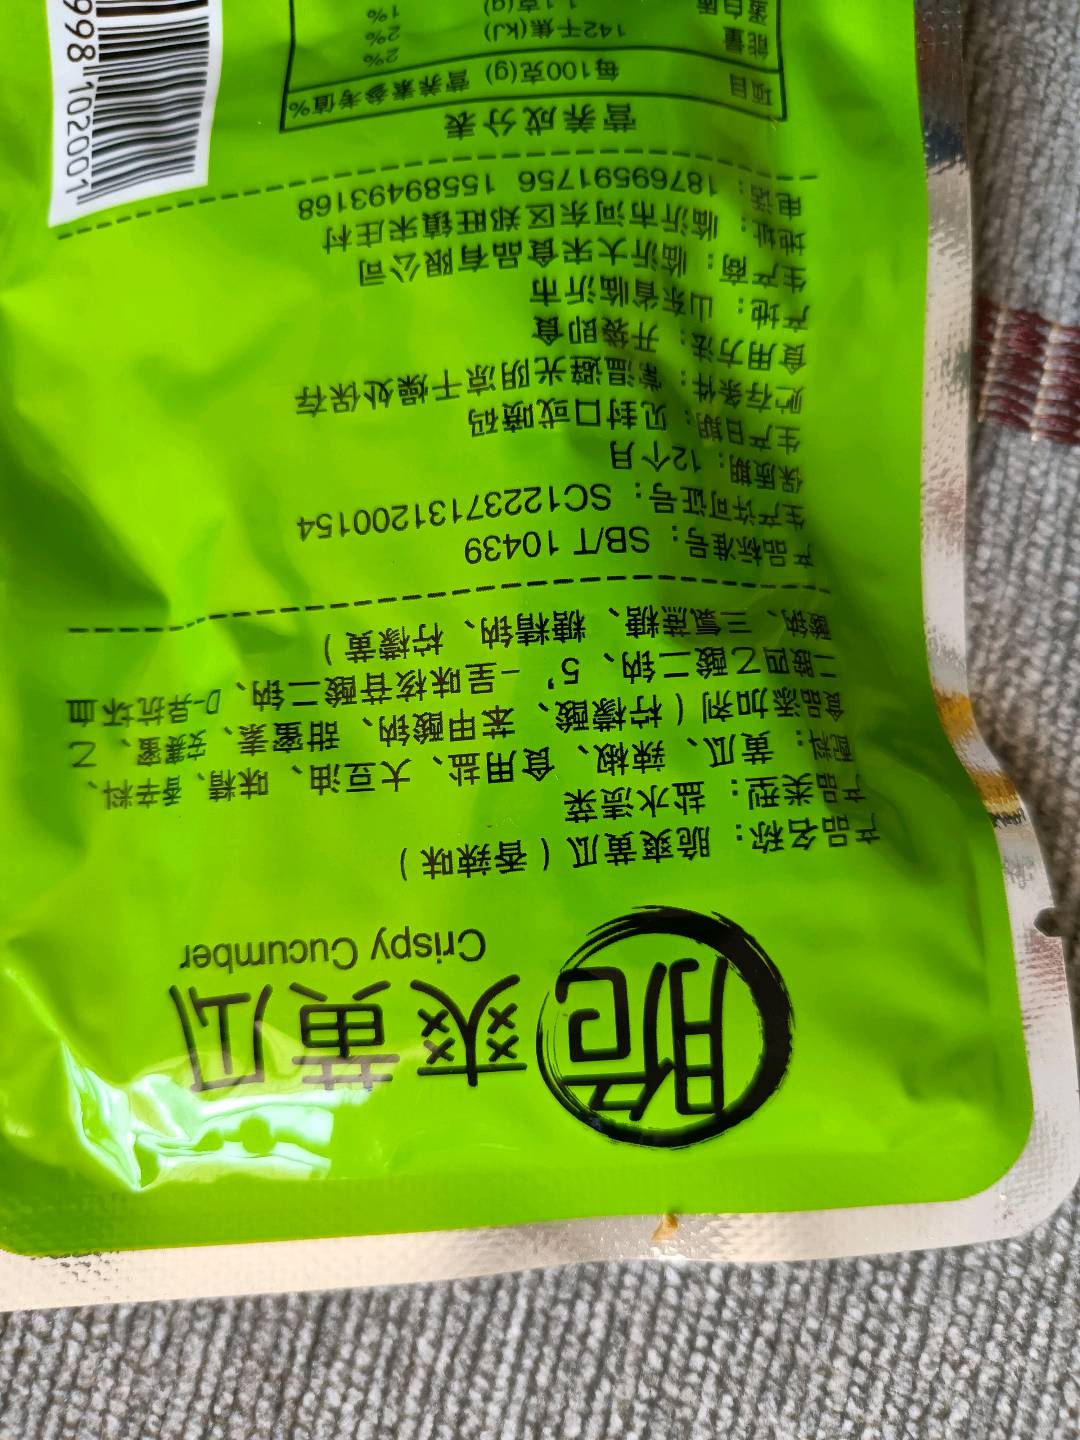 脆爽黄瓜
Crispy Cucumber
产品名称：脆爽黄瓜（香辣味）
产品类型：盐水渍菜
配料：黄瓜、辣椒、食用盐、大豆油、味精、香辛料、
食品添加剂（柠檬酸、苯甲酸钠、甜蜜素、安赛蜜、乙
二胺四乙酸二钠、5’-呈味核苷酸二钠、D-异抗坏血
酸钠、三氯蔗糖、糖精钠、柠檬黄）
产品标准号：SB/T 10439
生产许可证号：SC12237131200154
保质期：12个月
生产日期：见封口或喷码
贮存条件：常温避光阴凉干燥处保存
食用方法：开袋即食
产地：山东省临沂市
生产商：临沂大宋食品有限公司
地址：临沂市河东区郑旺镇宋庄村
电话：18769591756 15589493168
营养成分表
项目 每100克(g) 营养素参考值%
能量 142千焦(kJ) 2%
2%
蛋白质 1.1克(g) 1%
998 1020001